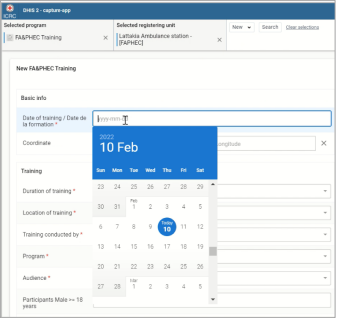 DHIS 2 - capture-app
ICRC
Selected program
FA&PHEC Training
Selected registering unit
Lattakia Ambulance station -
[FAPHEC]
New Search Clear selections
New FA&PHEC Training
Basic info
Date of training / Date de
la formation *
yyyy-mm-dd
Coordinate
Longitude
2022
10 Feb
Sun Mon Tue Wed Thu Fri Sat
23 24 25 26 27 28 29
Feb
30 31 1 2 3 4 5
Today
6 7 8 9 10 11 12
13 14 15 16 17 18 19
20 21 22 23 24 25 26
Mar
27 28 1 2 3 4 5
Training
Duration of training *
Location of training *
Training conducted by *
Program *
Audience *
Participants Male >= 18
years